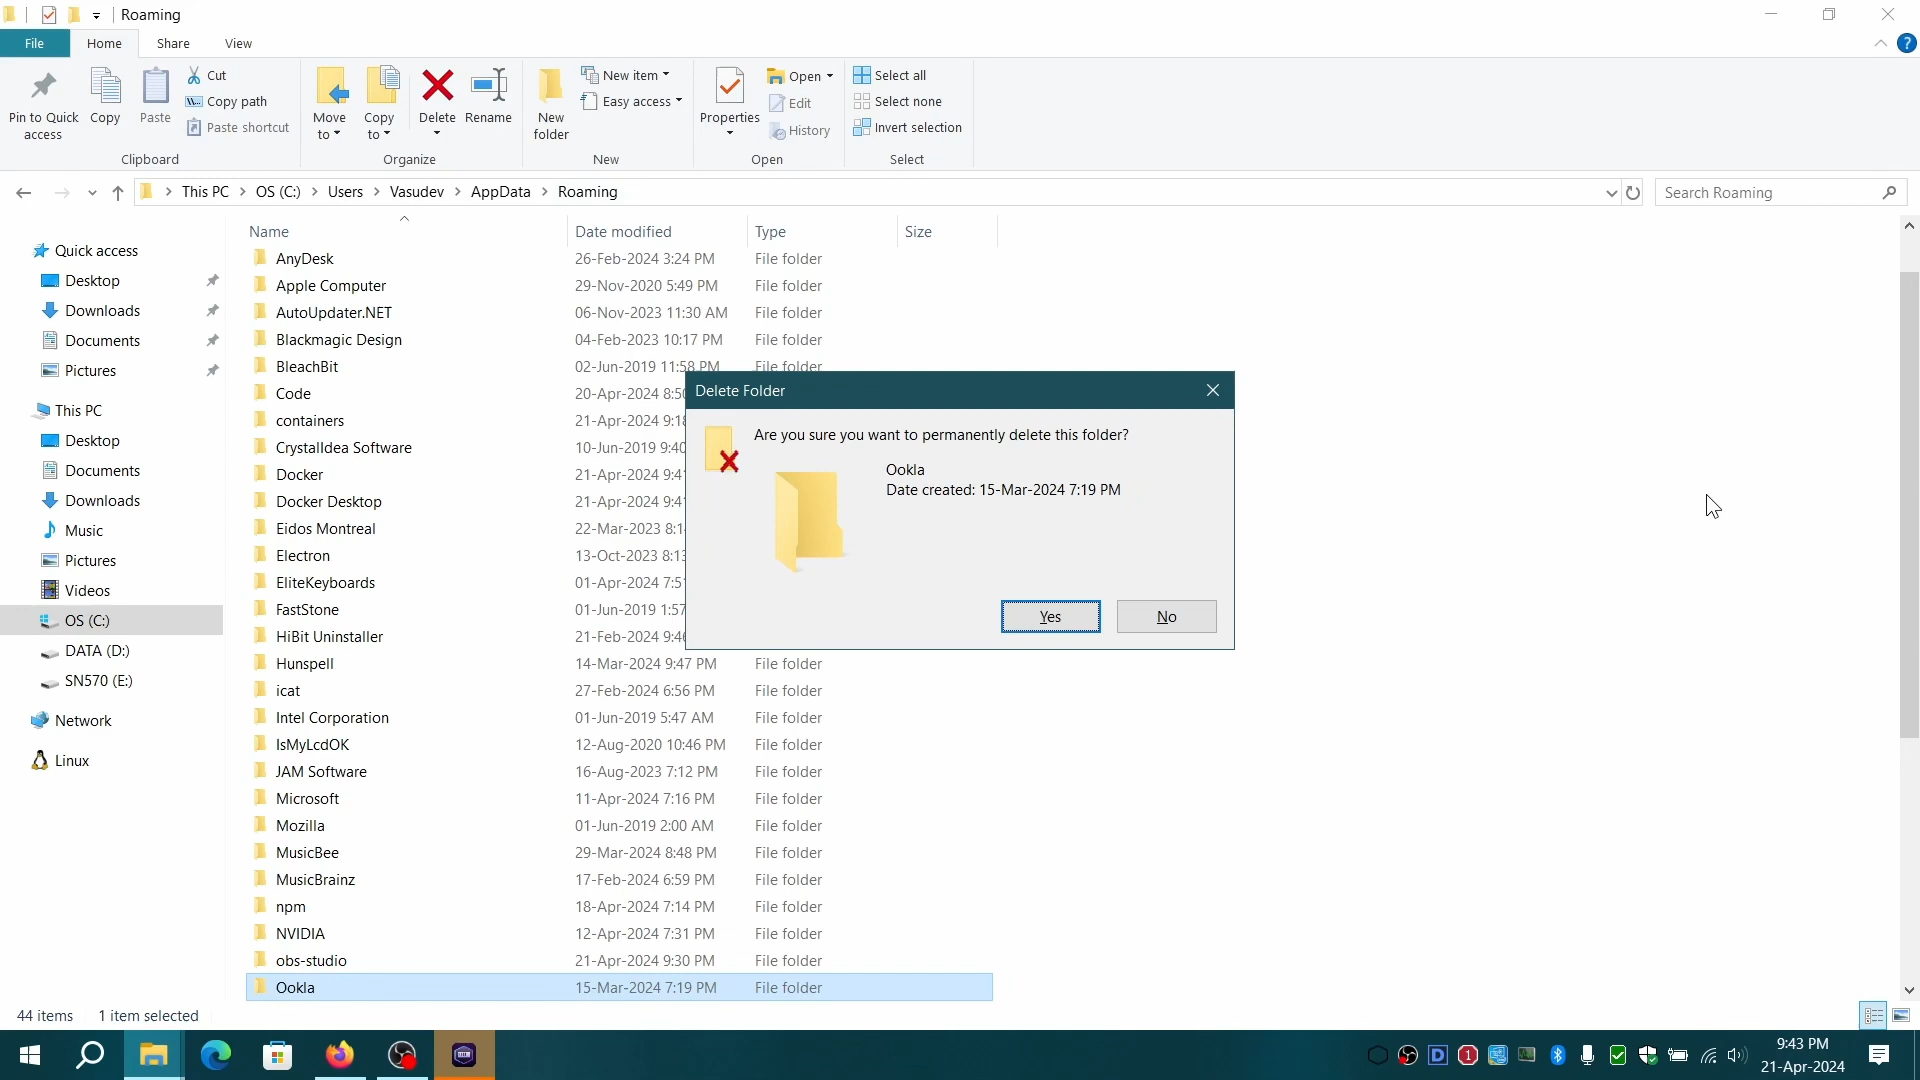 Roaming
File
Home
Share
View
Pin to Quick access
Copy
Paste
Cut
Copy path
Paste shortcut
Clipboard
Move to
Copy to
Delete
Rename
Organize
New folder
New item
Easy access
New
Properties
Open
Edit
History
Open
Select all
Select none
Invert selection
Select
This PC
OS (C:)
Users
Vasudev
AppData
Roaming
Search Roaming
Quick access
Desktop
Downloads
Documents
Pictures
This PC
Desktop
Documents
Downloads
Music
Pictures
Videos
OS (C:)
DATA (D:)
SN570 (E:)
Network
Linux
Name Date modified Type Size
AnyDesk 26-Feb-2024 3:24 PM File folder
Apple Computer 29-Nov-2020 5:49 PM File folder
AutoUpdater.NET 06-Nov-2023 11:30 AM File folder
Blackmagic Design 04-Feb-2023 10:17 PM File folder
BleachBit 02-Jun-2019 11:58 PM File folder
Code 20-Apr-2024 8:50
containers 21-Apr-2024 9:18
CrystalIdea Software 10-Jun-2019 9:40
Docker 21-Apr-2024 9:41
Docker Desktop 21-Apr-2024 9:41
Eidos Montreal 22-Mar-2023 8:1
Electron 13-Oct-2023 8:13
EliteKeyboards 01-Apr-2024 7:51
FastStone 01-Jun-2019 1:57
HiBit Uninstaller 21-Feb-2024 9:46
Hunspell 14-Mar-2024 9:47 PM File folder
icat 27-Feb-2024 6:56 PM File folder
Intel Corporation 01-Jun-2019 5:47 AM File folder
IsMyLcdOK 12-Aug-2020 10:46 PM File folder
JAM Software 16-Aug-2023 7:12 PM File folder
Microsoft 11-Apr-2024 7:16 PM File folder
Mozilla 01-Jun-2019 2:00 AM File folder
MusicBee 29-Mar-2024 8:48 PM File folder
MusicBrainz 17-Feb-2024 6:59 PM File folder
npm 18-Apr-2024 7:14 PM File folder
NVIDIA 12-Apr-2024 7:31 PM File folder
obs-studio 21-Apr-2024 9:30 PM File folder
Ookla 15-Mar-2024 7:19 PM File folder
Delete Folder
Are you sure you want to permanently delete this folder?
Ookla
Date created: 15-Mar-2024 7:19 PM
Yes
No
44 items 1 item selected
9:43 PM
21-Apr-2024